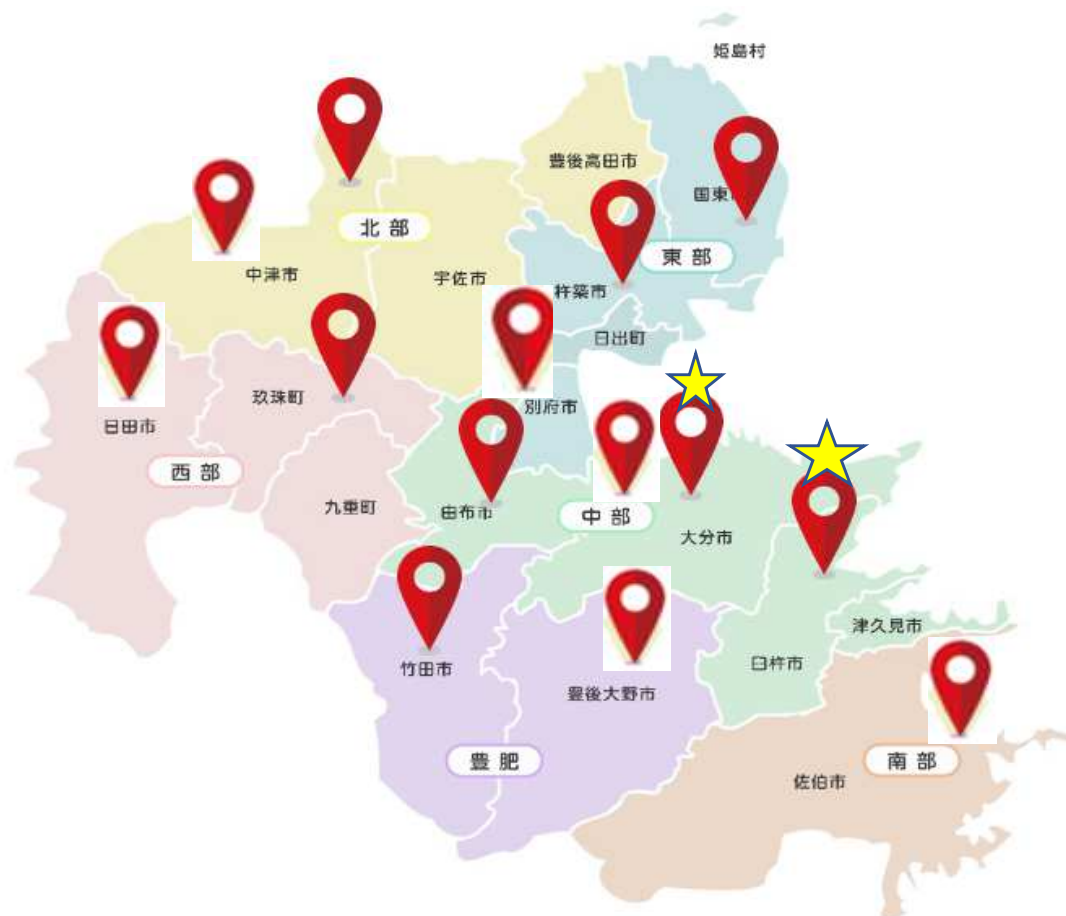 姫島村
豊後高田市
国東
北部
東部
中津市
宇佐市
杵築市
日出町
玖珠町
別府市
日田市
西部
九重町
由布市
中部
大分市
津久見市
臼杵市
竹田市
豊後大野市
豊肥
南部
佐伯市